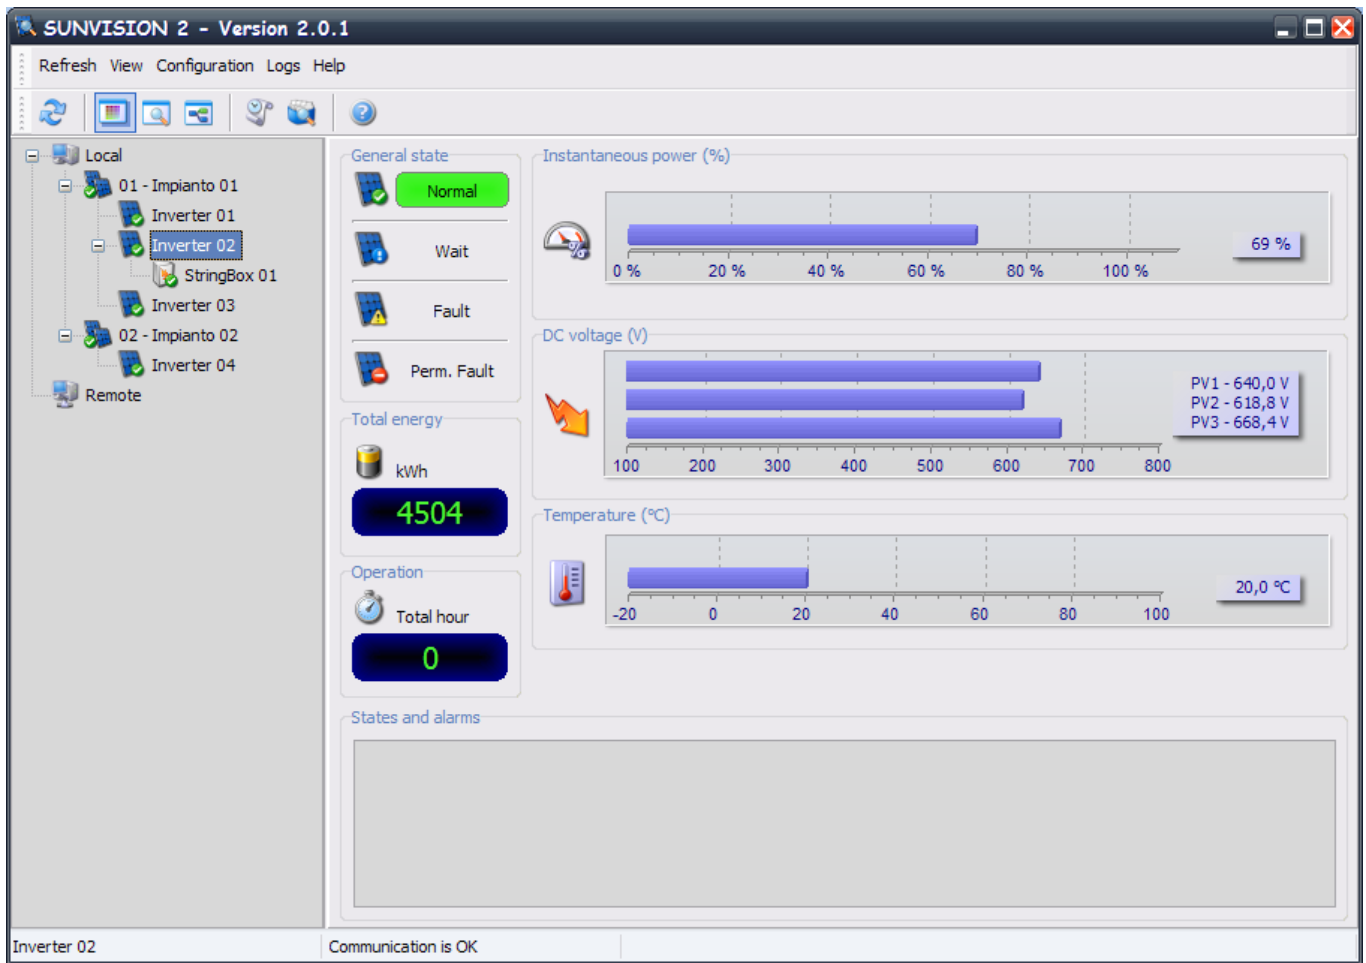 SUNVISION 2 - Version 2.0.1
Refresh View Configuration Logs Help
Local
01 - Impianto 01
Inverter 01
Inverter 02
StringBox 01
Inverter 03
02 - Impianto 02
Inverter 04
Remote
General state
Normal
Wait
Fault
Perm. Fault
Total energy
kWh
4504
Operation
Total hour
0
Instantaneous power (%)
0 % 20 % 40 % 60 % 80 % 100 %
69 %
DC voltage (V)
PV1 - 640,0 V
PV2 - 618,8 V
PV3 - 668,4 V
100 200 300 400 500 600 700 800
Temperature (ºC)
-20 0 20 40 60 80 100
20,0 ºC
States and alarms
Inverter 02
Communication is OK